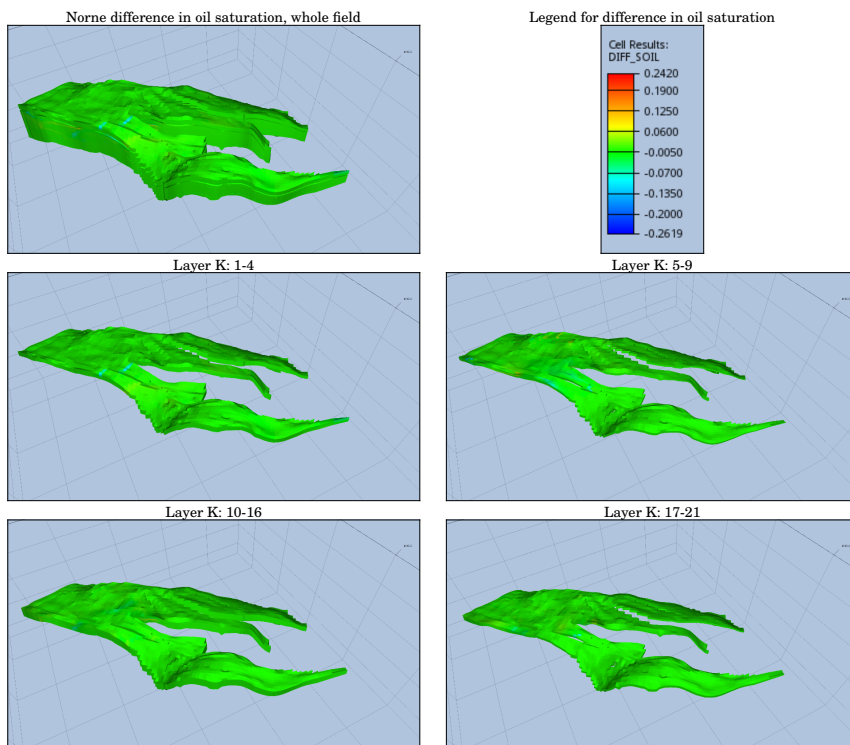 Norne difference in oil saturation, whole field
Legend for difference in oil saturation
Cell Results:
DIFF_SOIL
0.2420
0.1900
0.1250
0.0600
-0.0050
-0.0700
-0.1350
-0.2000
-0.2619
Layer K: 1-4
Layer K: 5-9
Layer K: 10-16
Layer K: 17-21